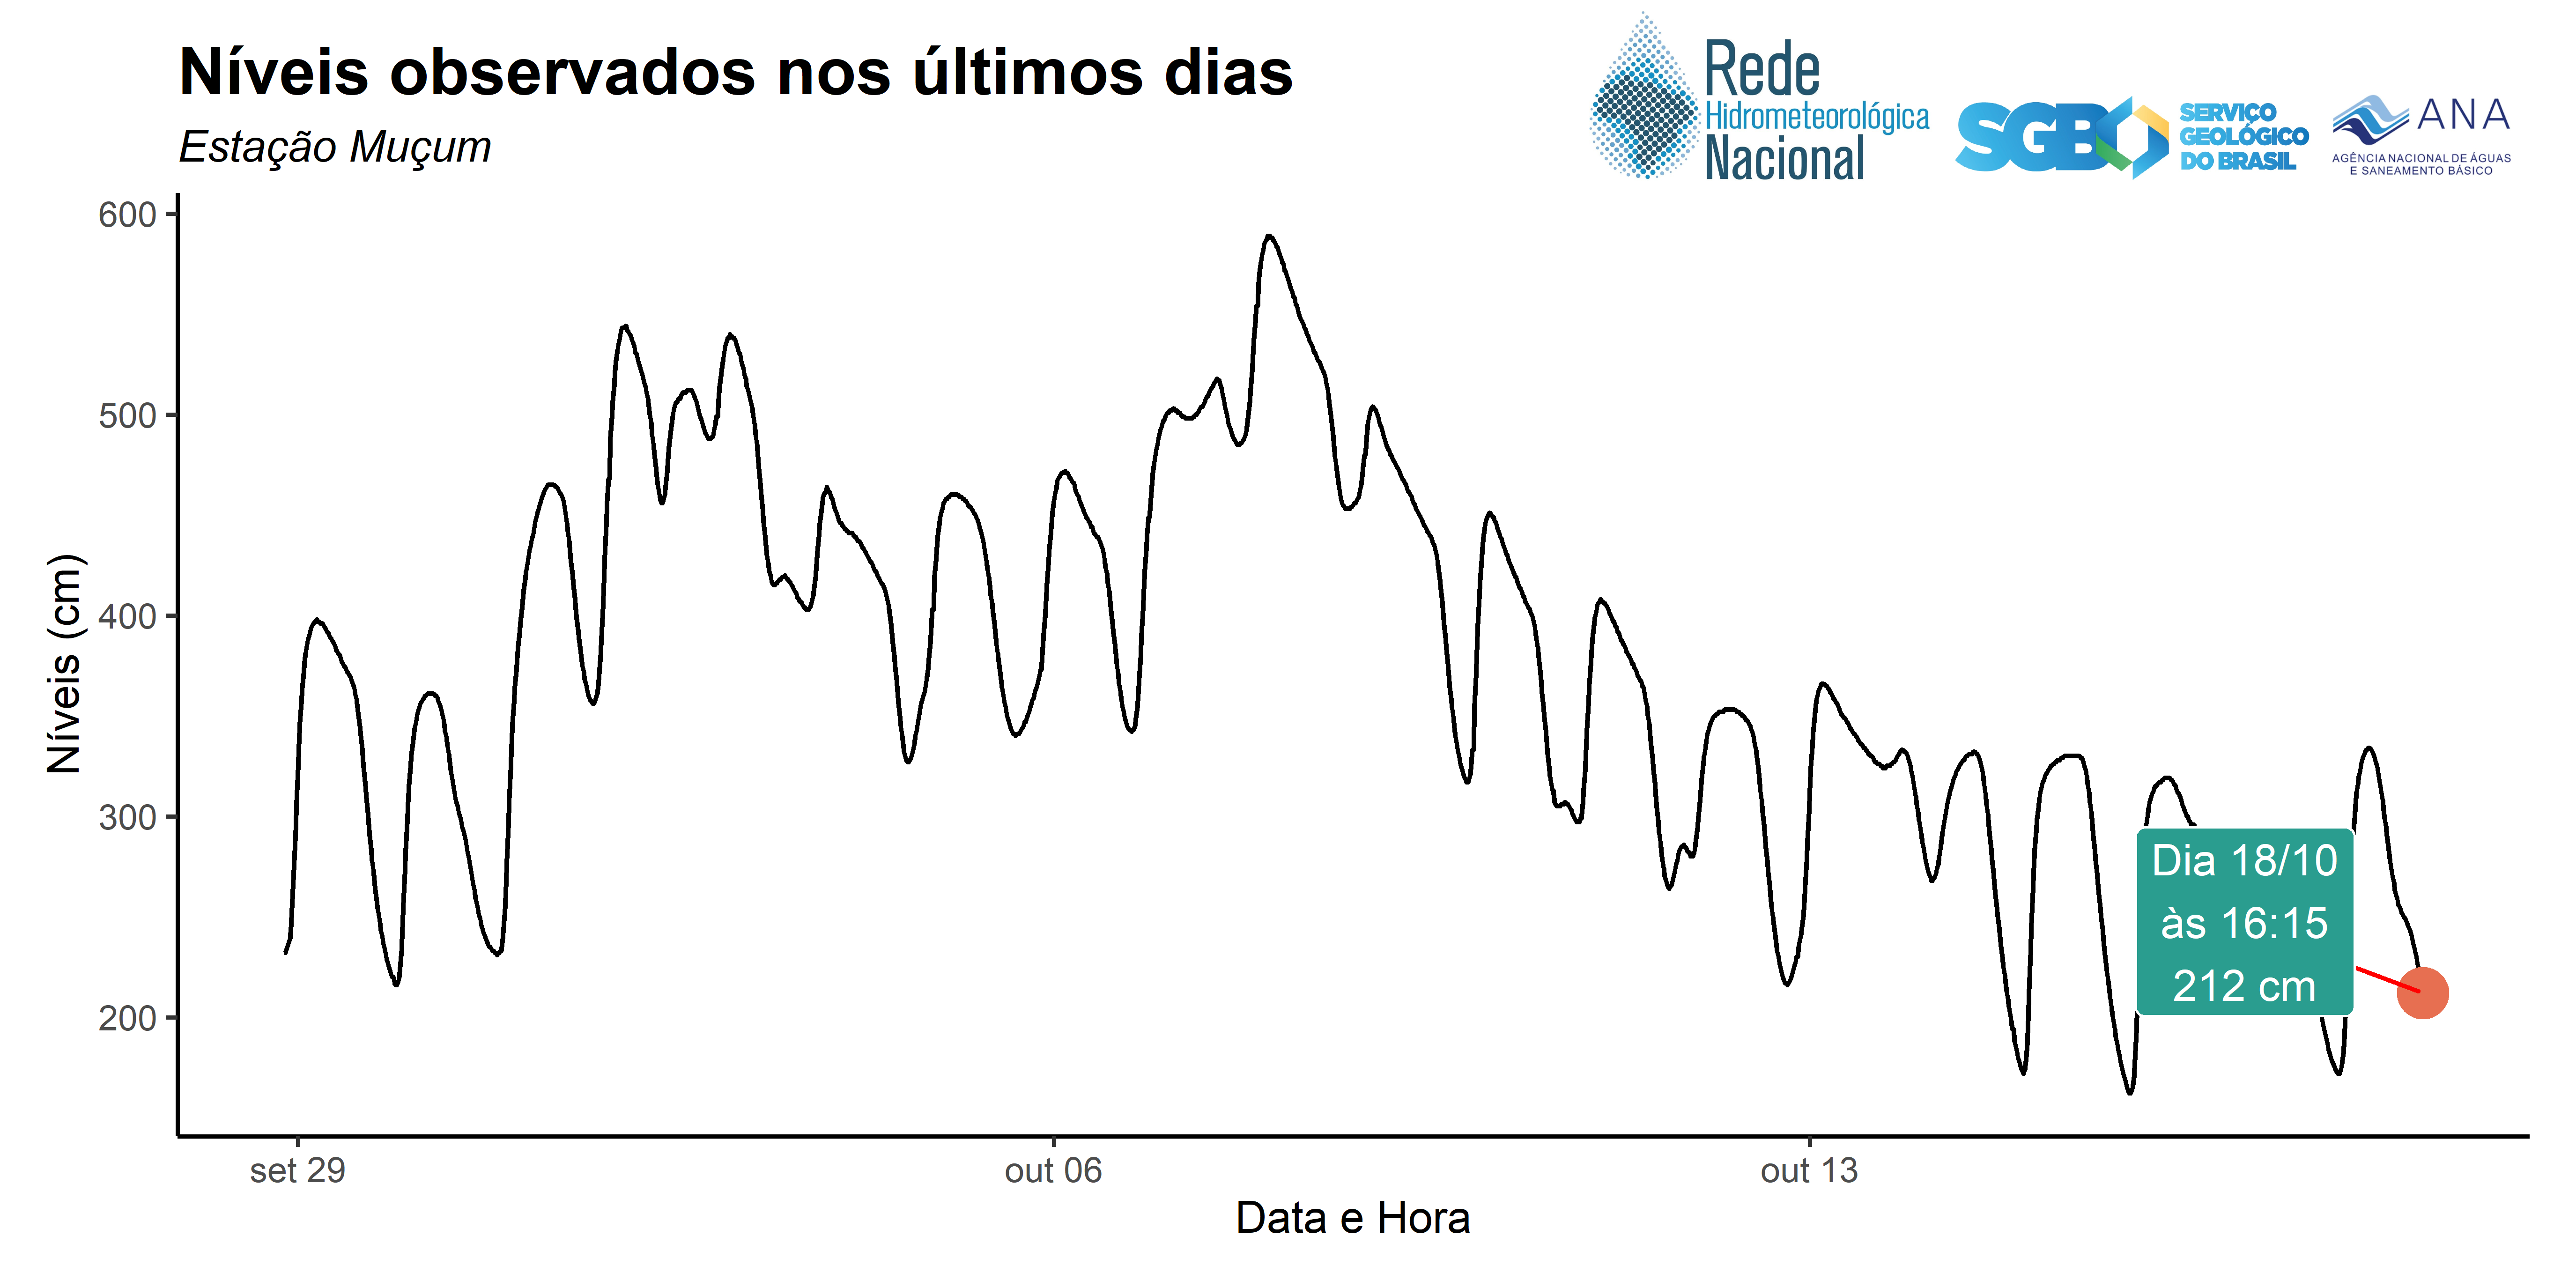 Níveis observados nos últimos dias
Estação Muçum
Rede
Hidrometeorológica
Nacional
SGB
SERVIÇO
GEOLÓGICO
DO BRASIL
ANA
AGÊNCIA NACIONAL DE ÁGUAS
E SANEAMENTO BÁSICO
Níveis (cm)
600
500
400
300
200
Dia 18/10
às 16:15
212 cm
set 29
out 06
out 13
Data e Hora